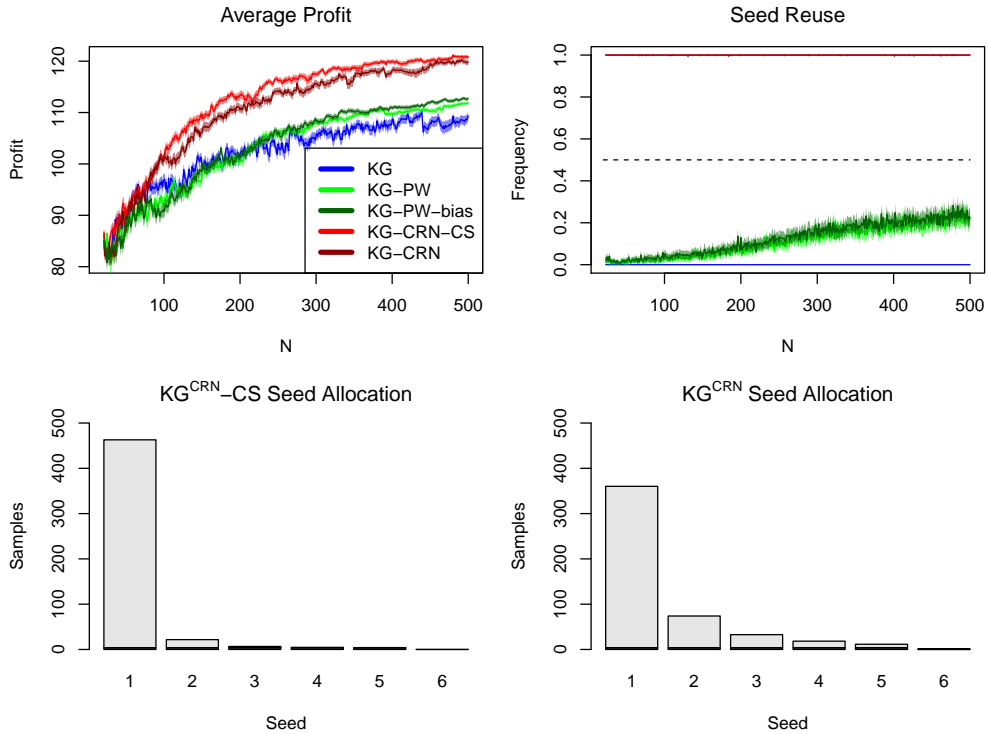 Average Profit
Profit
120
110
100
90
80
100
200
300
400
500
N
KG
KG–PW
KG–PW–bias
KG–CRN–CS
KG–CRN
Seed Reuse
Frequency
1.0
0.8
0.6
0.4
0.2
0.0
100
200
300
400
500
N
KG^CRN–CS Seed Allocation
Samples
500
400
300
200
100
0
1
2
3
4
5
6
Seed
KG^CRN Seed Allocation
Samples
500
400
300
200
100
0
1
2
3
4
5
6
Seed